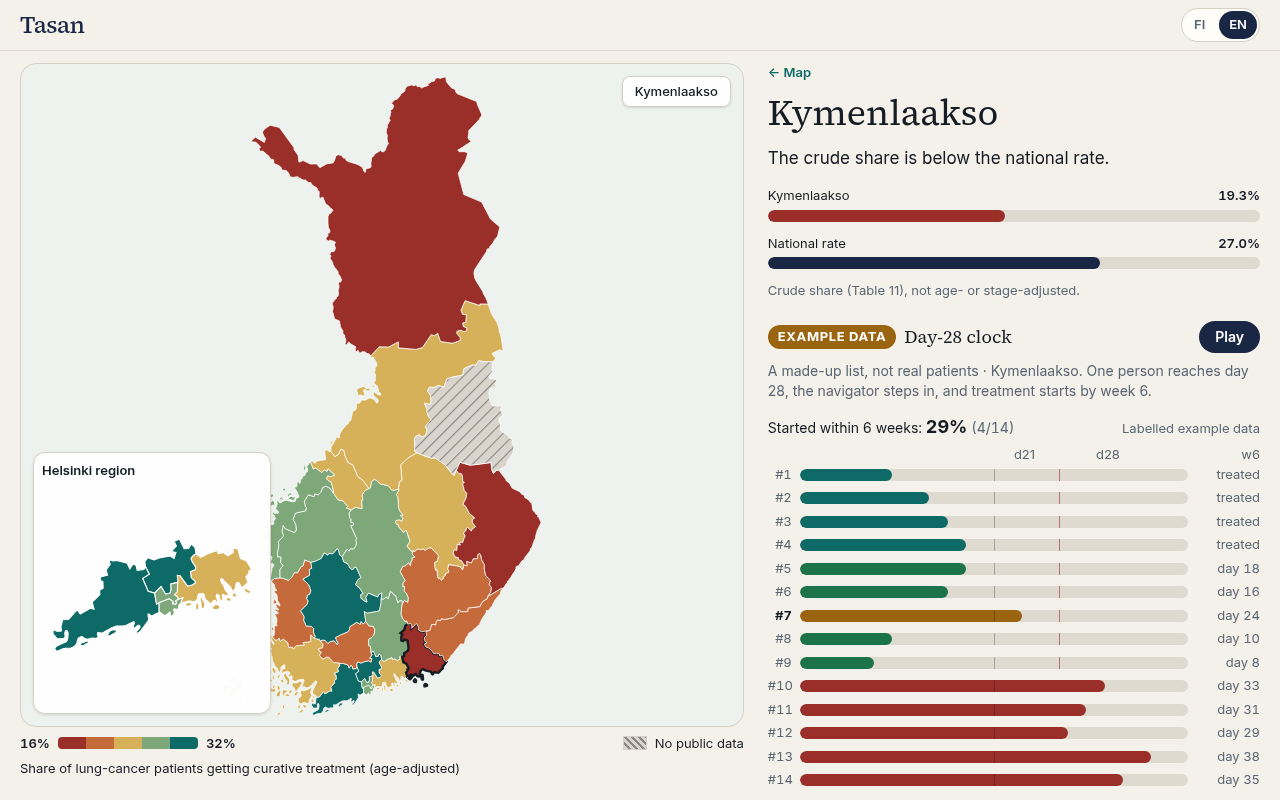 Tasan
FI EN
Kymenlaakso
Helsinki region
16% 32%
No public data
Share of lung-cancer patients getting curative treatment (age-adjusted)
← Map
Kymenlaakso
The crude share is below the national rate.
Kymenlaakso 19.3%
National rate 27.0%
Crude share (Table 11), not age- or stage-adjusted.
EXAMPLE DATA Day-28 clock Play
A made-up list, not real patients · Kymenlaakso. One person reaches day
28, the navigator steps in, and treatment starts by week 6.
Started within 6 weeks: 29% (4/14) Labelled example data
d21 d28 w6
#1 treated
#2 treated
#3 treated
#4 treated
#5 day 18
#6 day 16
#7 day 24
#8 day 10
#9 day 8
#10 day 33
#11 day 31
#12 day 29
#13 day 38
#14 day 35